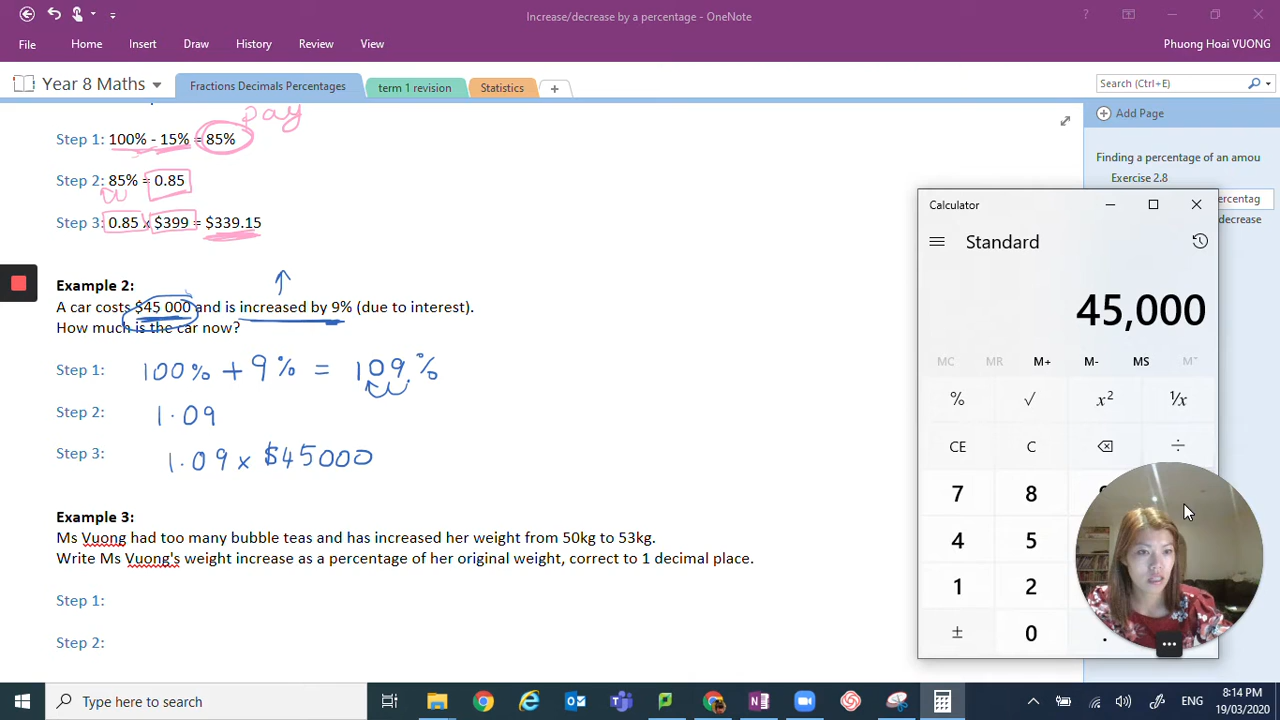 Increase/decrease by a percentage - OneNote
File Home Insert Draw History Review View
Phuong Hoai VUONG
Year 8 Maths
Fractions Decimals Percentages
term 1 revision
Statistics
Search (Ctrl+E)
pay
Step 1: 100% - 15% = 85%
Step 2: 85% = 0.85
Step 3: 0.85 x $399 = $339.15
Example 2:
A car costs $45 000 and is increased by 9% (due to interest).
How much is the car now?
Step 1: 100% + 9% = 109.%
Step 2: 1.09
Step 3: 1.09 x $45000
Example 3:
Ms Vuong had too many bubble teas and has increased her weight from 50kg to 53kg.
Write Ms Vuong's weight increase as a percentage of her original weight, correct to 1 decimal place.
Step 1:
Step 2:
Add Page
Finding a percentage of an amou
Exercise 2.8
ercentag
decrease
Calculator
Standard
45,000
MC MR M+ M- MS M˅
% √ x² ¹/x
CE C ÷
7 8
4 5
1 2
± 0 .
Type here to search
ENG
8:14 PM
19/03/2020